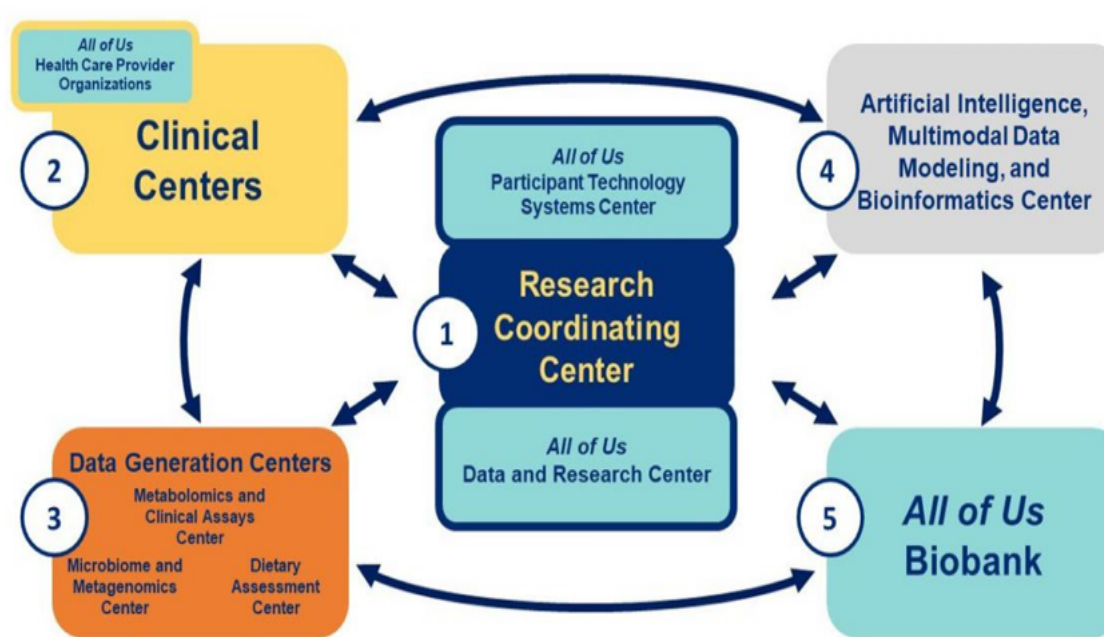 All of Us
Health Care Provider
Organizations
2
Clinical
Centers
All of Us
Participant Technology
Systems Center
4
Artificial Intelligence,
Multimodal Data
Modeling, and
Bioinformatics Center
1
Research
Coordinating
Center
All of Us
Data and Research Center
3
Data Generation Centers
Metabolomics and
Clinical Assays
Center
Microbiome and
Metagenomics
Center
Dietary
Assessment
Center
5
All of Us
Biobank